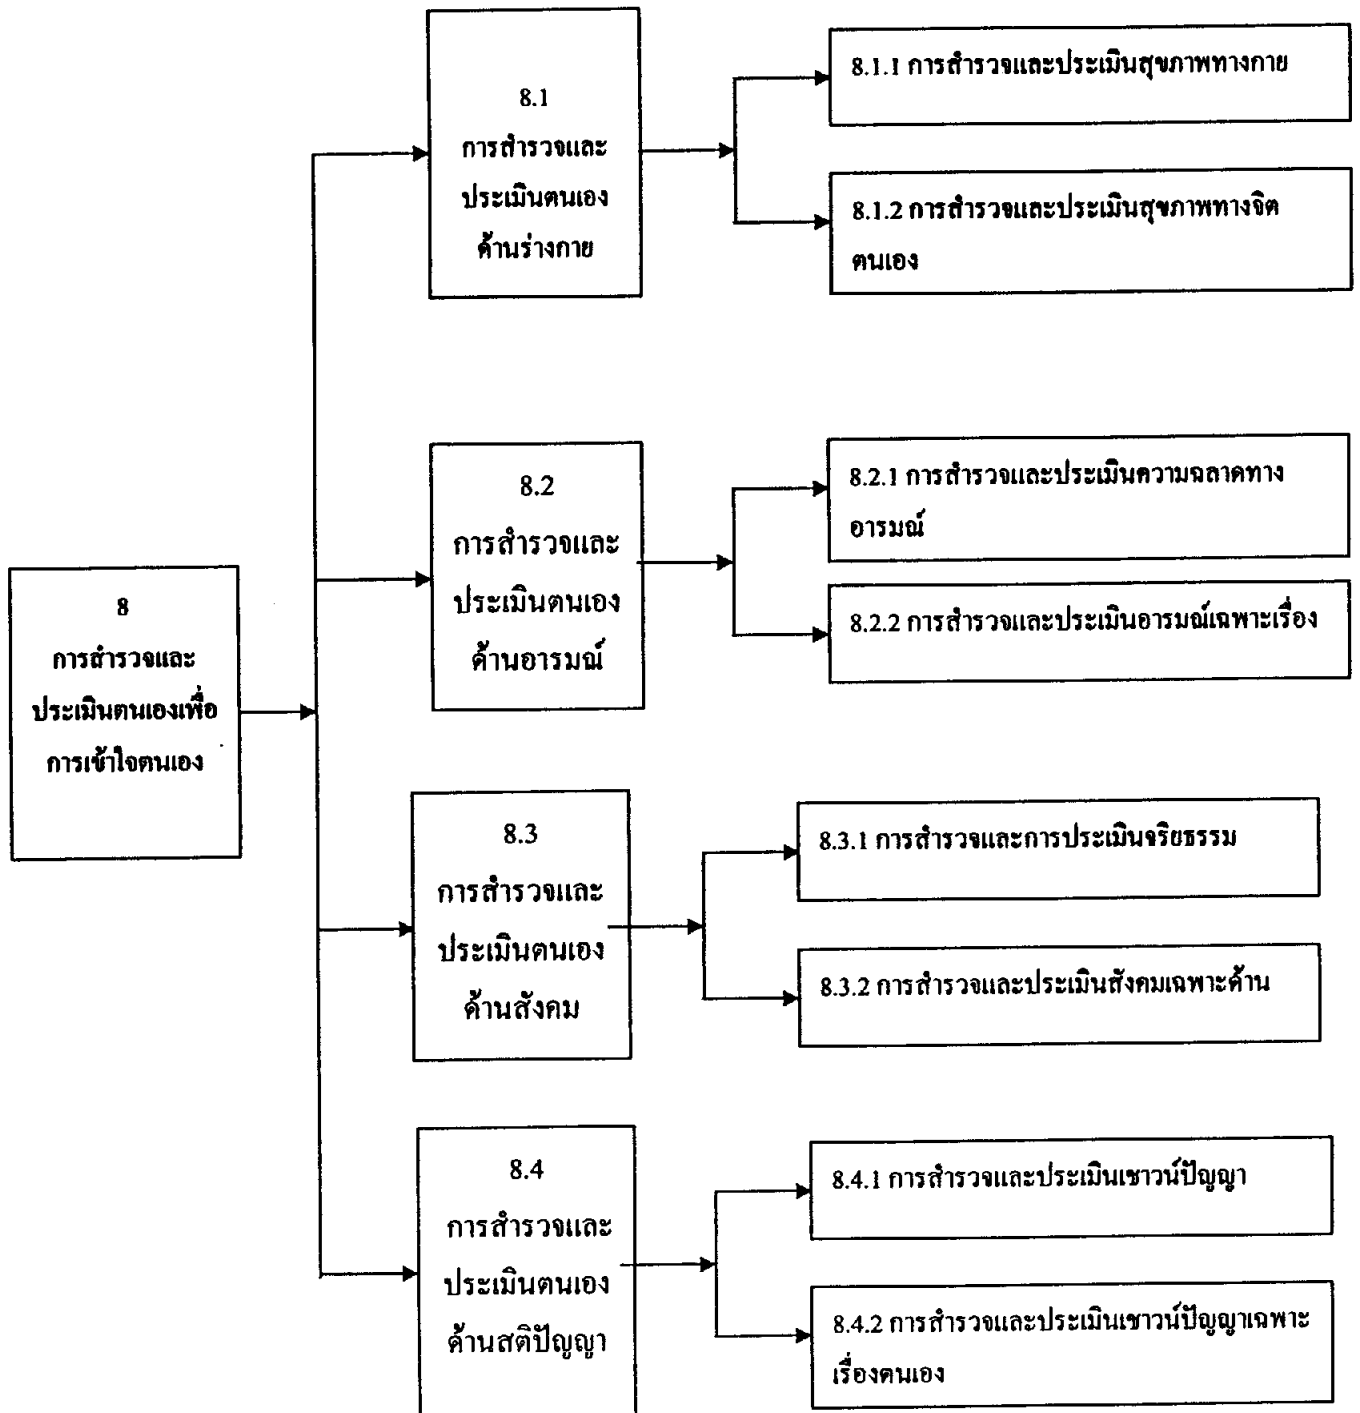 8
การสำรวจและ
ประเมินตนเองเพื่อ
การเข้าใจตนเอง
8.1
การสำรวจและ
ประเมินตนเอง
ด้านร่างกาย
8.1.1 การสำรวจและประเมินสุขภาพทางกาย
8.1.2 การสำรวจและประเมินสุขภาพทางจิต
ตนเอง
8.2
การสำรวจและ
ประเมินตนเอง
ด้านอารมณ์
8.2.1 การสำรวจและประเมินความฉลาดทาง
อารมณ์
8.2.2 การสำรวจและประเมินอารมณ์เฉพาะเรื่อง
8.3
การสำรวจและ
ประเมินตนเอง
ด้านสังคม
8.3.1 การสำรวจและการประเมินจริยธรรม
8.3.2 การสำรวจและประเมินสังคมเฉพาะด้าน
8.4
การสำรวจและ
ประเมินตนเอง
ด้านสติปัญญา
8.4.1 การสำรวจและประเมินเชาวน์ปัญญา
8.4.2 การสำรวจและประเมินเชาวน์ปัญญาเฉพาะ
เรื่องตนเอง